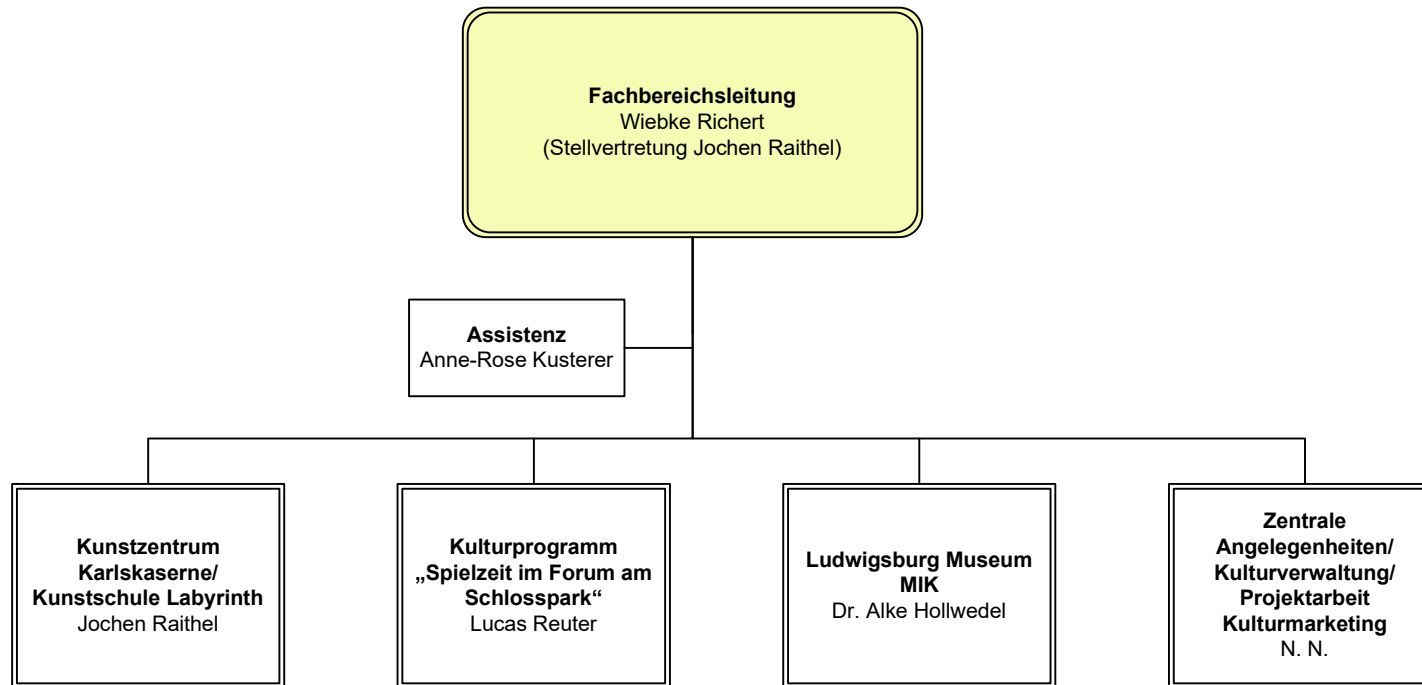 Fachbereichsleitung
Wiebke Richert
(Stellvertretung Jochen Raithel)
Assistenz
Anne-Rose Kusterer
Kunstzentrum
Karlskaserne/
Kunstschule Labyrinth
Jochen Raithel
Kulturprogramm
„Spielzeit im Forum am
Schlosspark“
Lucas Reuter
Ludwigsburg Museum
MIK
Dr. Alke Hollwedel
Zentrale
Angelegenheiten/
Kulturverwaltung/
Projektarbeit
Kulturmarketing
N. N.